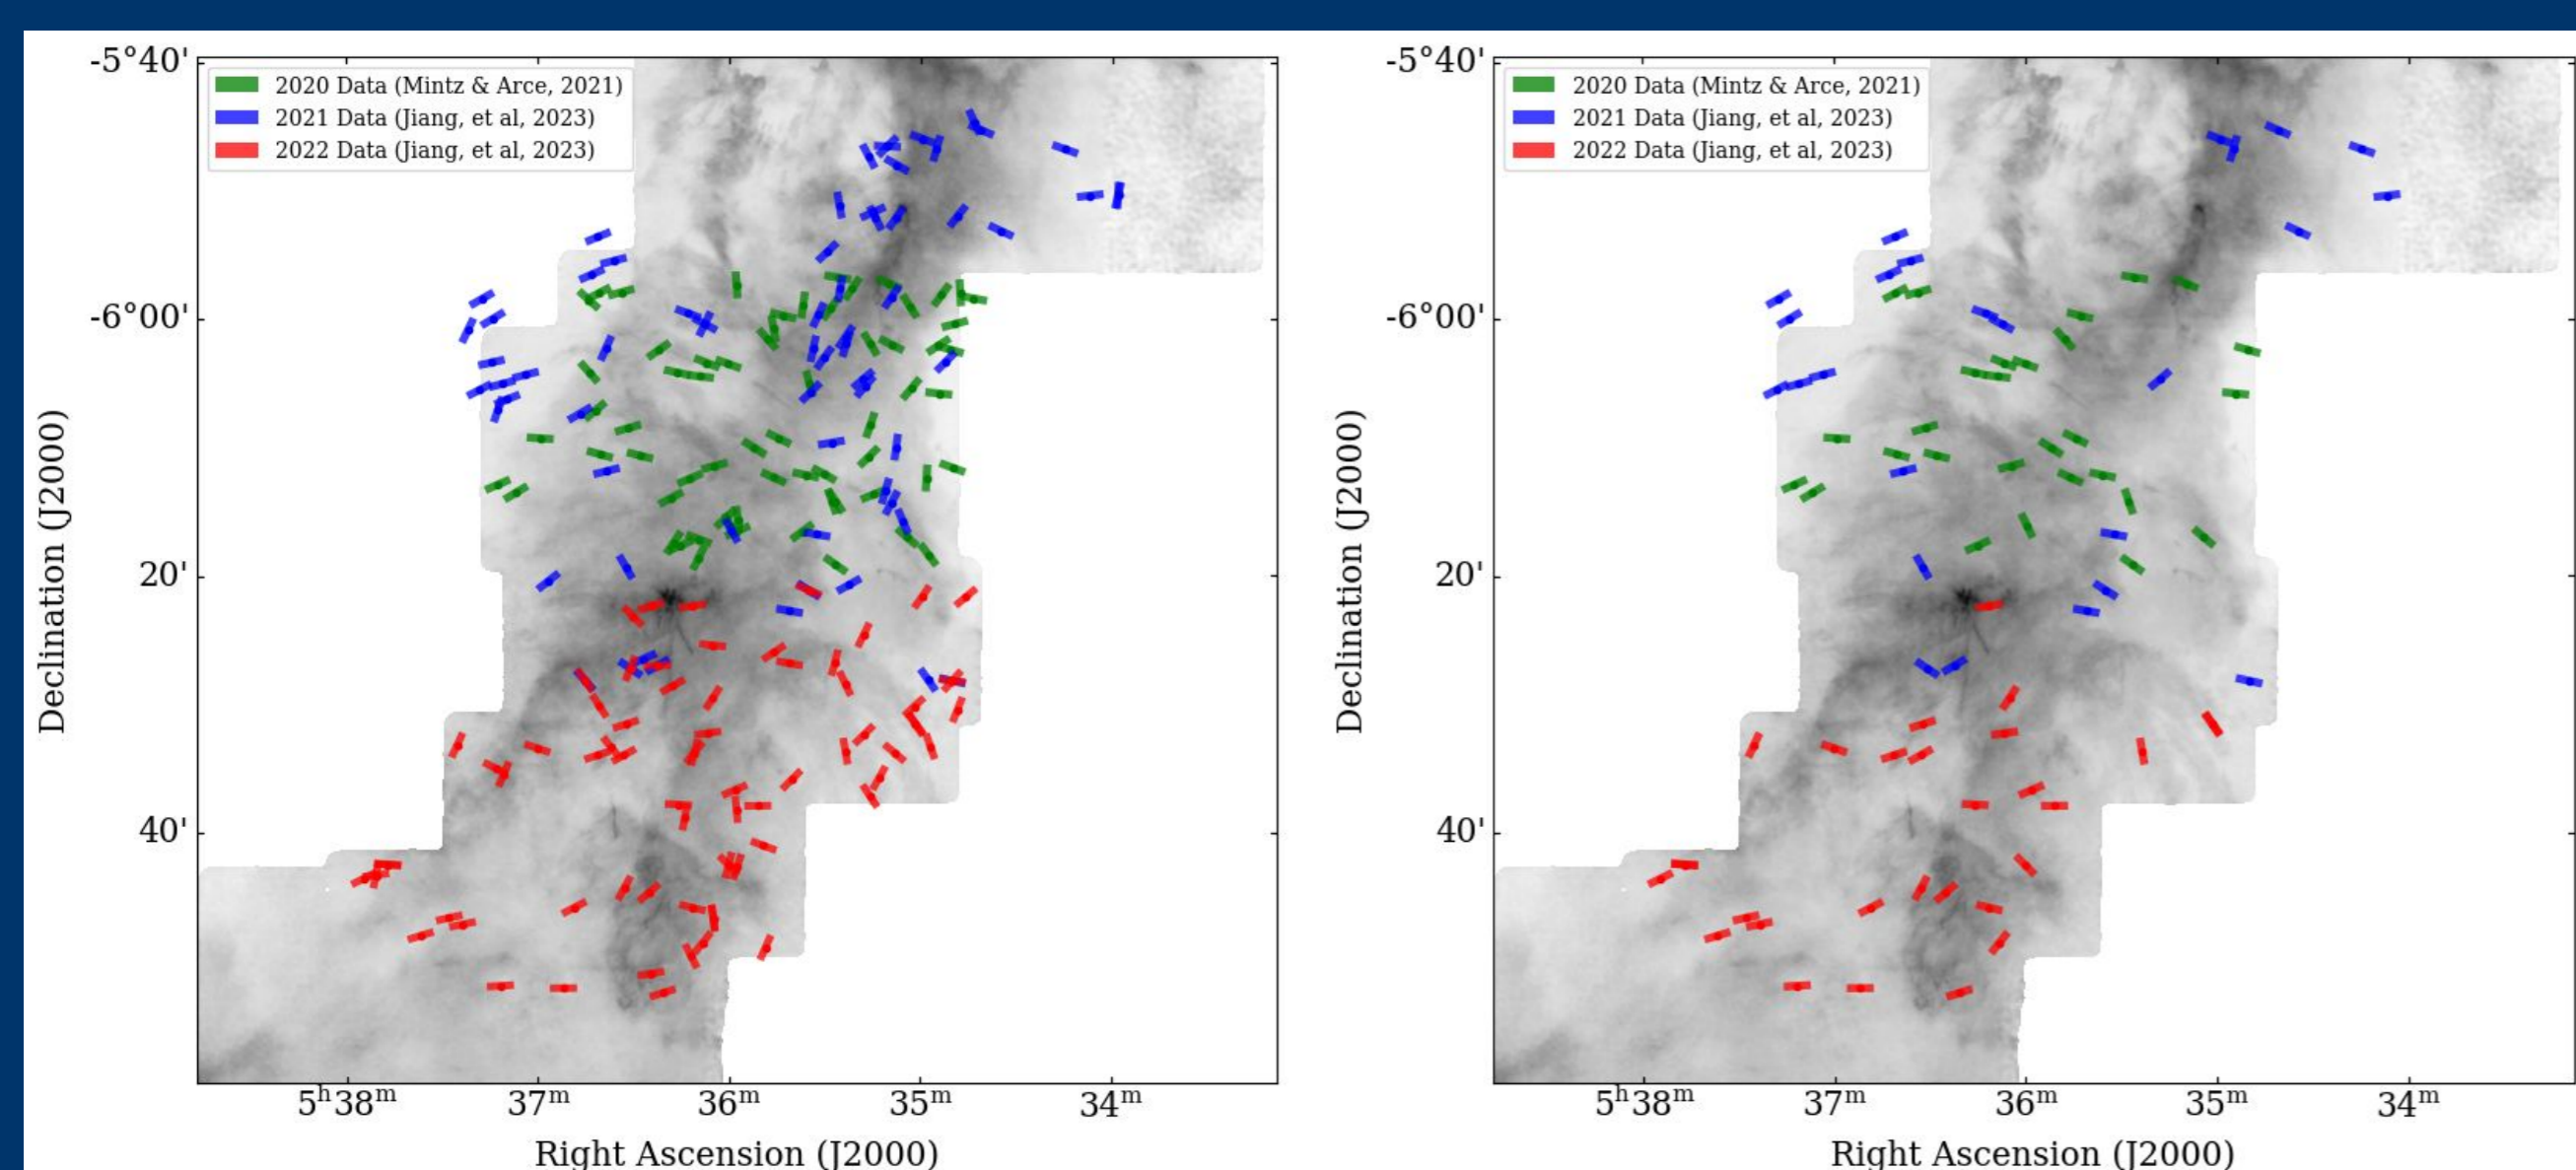 -5°40'
-6°00'
20'
40'
Declination (J2000)
2020 Data (Mintz & Arce, 2021)
2021 Data (Jiang, et al, 2023)
2022 Data (Jiang, et al, 2023)
5ʰ38ᵐ 37ᵐ 36ᵐ 35ᵐ 34ᵐ
Right Ascension (J2000)
-5°40'
-6°00'
20'
40'
Declination (J2000)
2020 Data (Mintz & Arce, 2021)
2021 Data (Jiang, et al, 2023)
2022 Data (Jiang, et al, 2023)
5ʰ38ᵐ 37ᵐ 36ᵐ 35ᵐ 34ᵐ
Right Ascension (J2000)